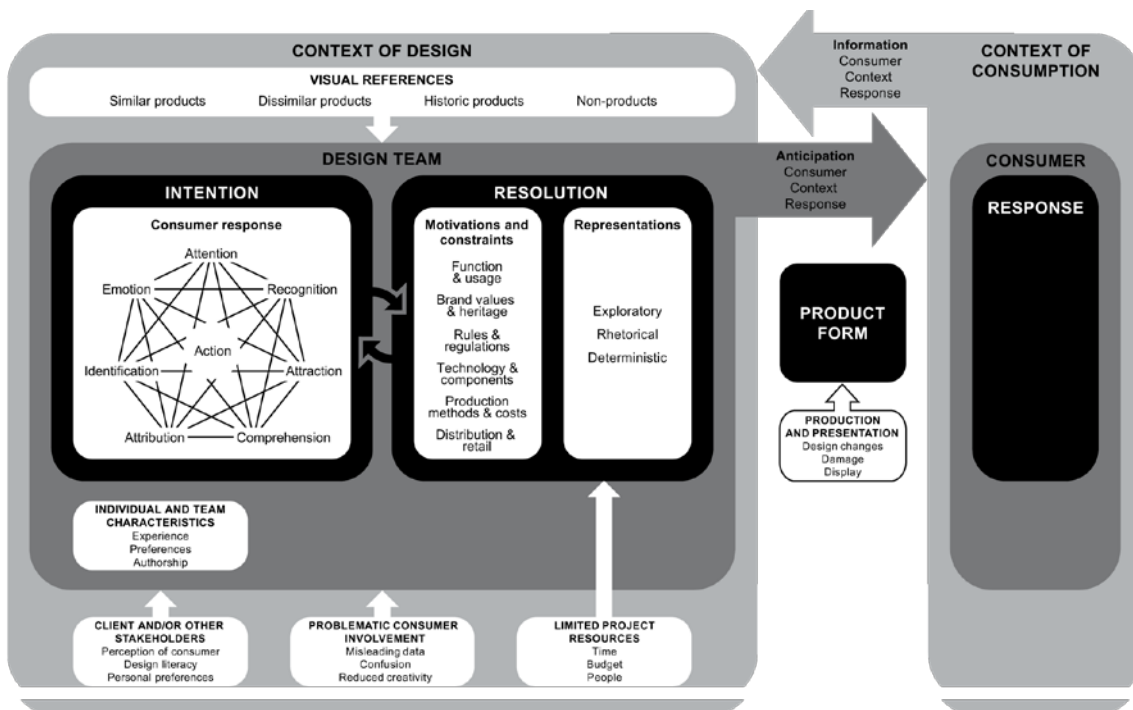 CONTEXT OF DESIGN
VISUAL REFERENCES
Similar products Dissimilar products Historic products Non-products
DESIGN TEAM
INTENTION
Consumer response
Attention
Emotion Recognition
Action
Identification Attraction
Attribution Comprehension
RESOLUTION
Motivations and
constraints
Function
& usage
Brand values
& heritage
Rules &
regulations
Technology &
components
Production
methods & costs
Distribution &
retail
Representations
Exploratory
Rhetorical
Deterministic
INDIVIDUAL AND TEAM
CHARACTERISTICS
Experience
Preferences
Authorship
CLIENT AND/OR OTHER
STAKEHOLDERS
Perception of consumer
Design literacy
Personal preferences
PROBLEMATIC CONSUMER
INVOLVEMENT
Misleading data
Confusion
Reduced creativity
LIMITED PROJECT
RESOURCES
Time
Budget
People
Information
Consumer
Context
Response
Anticipation
Consumer
Context
Response
PRODUCT
FORM
PRODUCTION
AND PRESENTATION
Design changes
Damage
Display
CONTEXT OF
CONSUMPTION
CONSUMER
RESPONSE